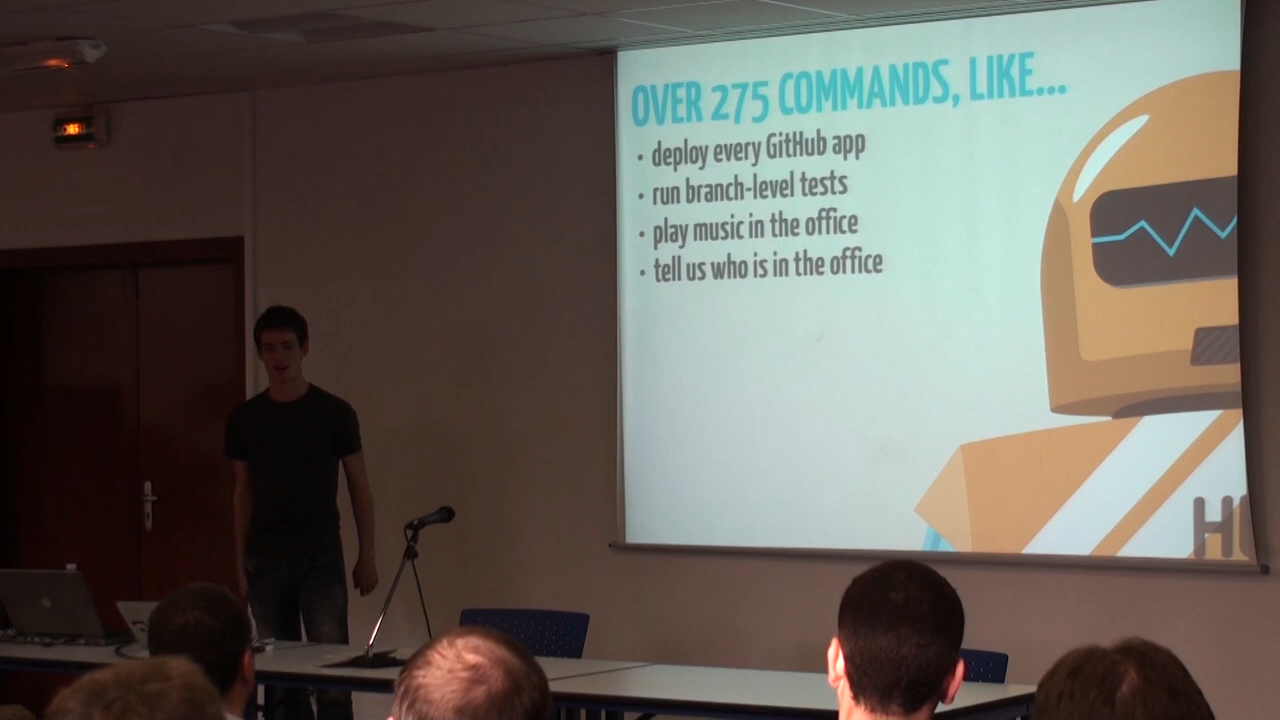 OVER 275 COMMANDS, LIKE...
• deploy every GitHub app
• run branch-level tests
• play music in the office
• tell us who is in the office